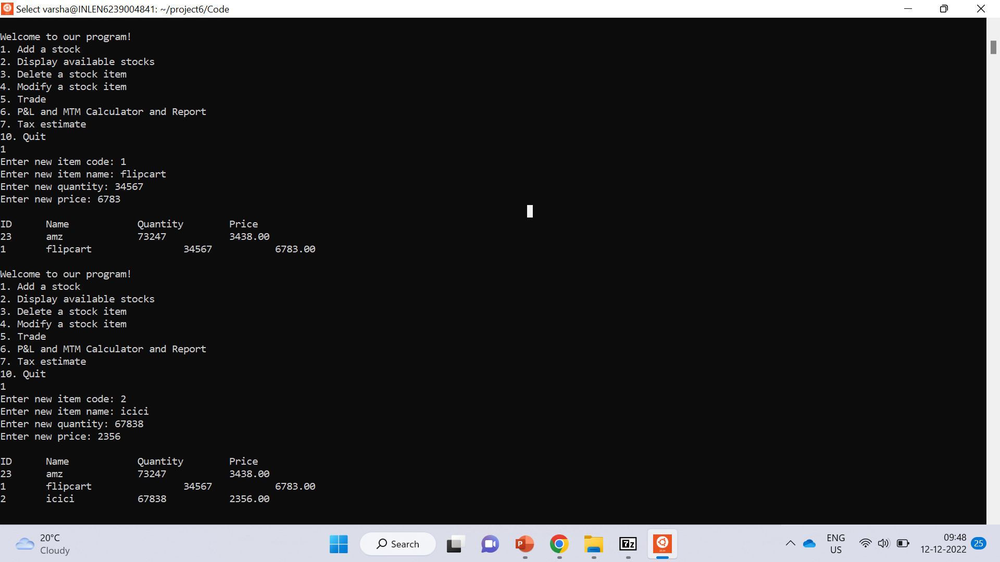 Select varsha@INLEN6239004841: ~/project6/Code
Welcome to our program!
1. Add a stock
2. Display available stocks
3. Delete a stock item
4. Modify a stock item
5. Trade
6. P&L and MTM Calculator and Report
7. Tax estimate
10. Quit
1
Enter new item code: 1
Enter new item name: flipcart
Enter new quantity: 34567
Enter new price: 6783
ID Name Quantity Price
23 amz 73247 3438.00
1 flipcart 34567 6783.00
Welcome to our program!
1. Add a stock
2. Display available stocks
3. Delete a stock item
4. Modify a stock item
5. Trade
6. P&L and MTM Calculator and Report
7. Tax estimate
10. Quit
1
Enter new item code: 2
Enter new item name: icici
Enter new quantity: 67838
Enter new price: 2356
ID Name Quantity Price
23 amz 73247 3438.00
1 flipcart 34567 6783.00
2 icici 67838 2356.00
20°C
Cloudy
Search
P
7z
ENG
US
09:48
12-12-2022
25